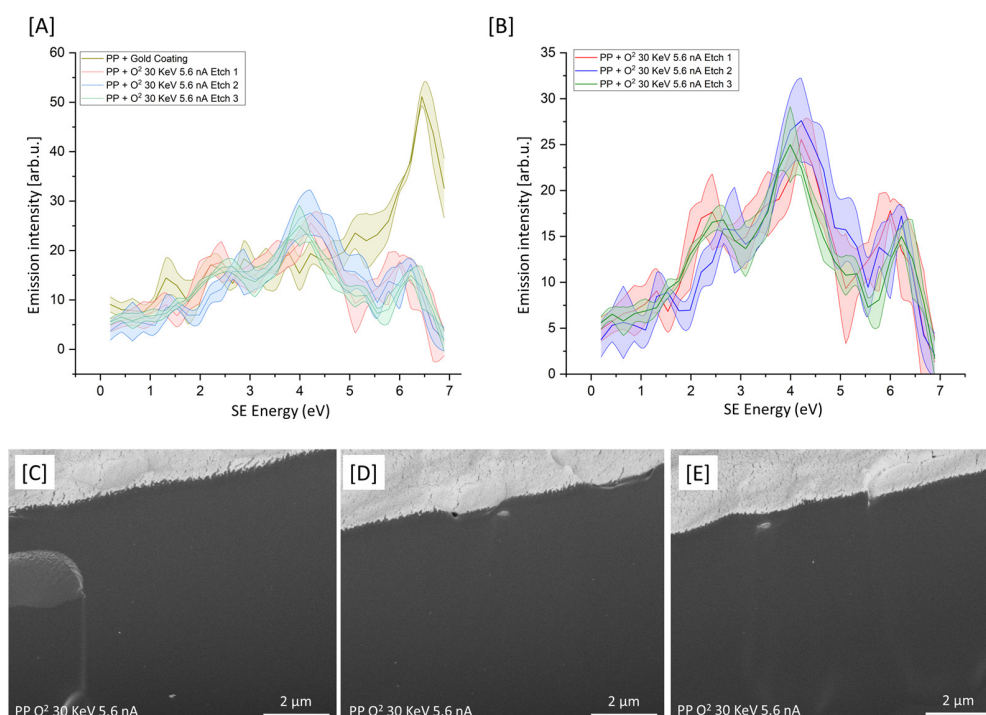 [A]
60
50
40
30
20
10
0
Emission intensity [arb.u.]
PP + Gold Coating
PP + O² 30 KeV 5.6 nA Etch 1
PP + O² 30 KeV 5.6 nA Etch 2
PP + O² 30 KeV 5.6 nA Etch 3
0 1 2 3 4 5 6 7
SE Energy (eV)
[B]
35
30
25
20
15
10
5
0
Emission intensity [arb.u.]
PP + O² 30 KeV 5.6 nA Etch 1
PP + O² 30 KeV 5.6 nA Etch 2
PP + O² 30 KeV 5.6 nA Etch 3
0 1 2 3 4 5 6 7
SE Energy (eV)
[C]
PP O² 30 KeV 5.6 nA
2 µm
[D]
PP O² 30 KeV 5.6 nA
2 µm
[E]
PP O² 30 KeV 5.6 nA
2 µm